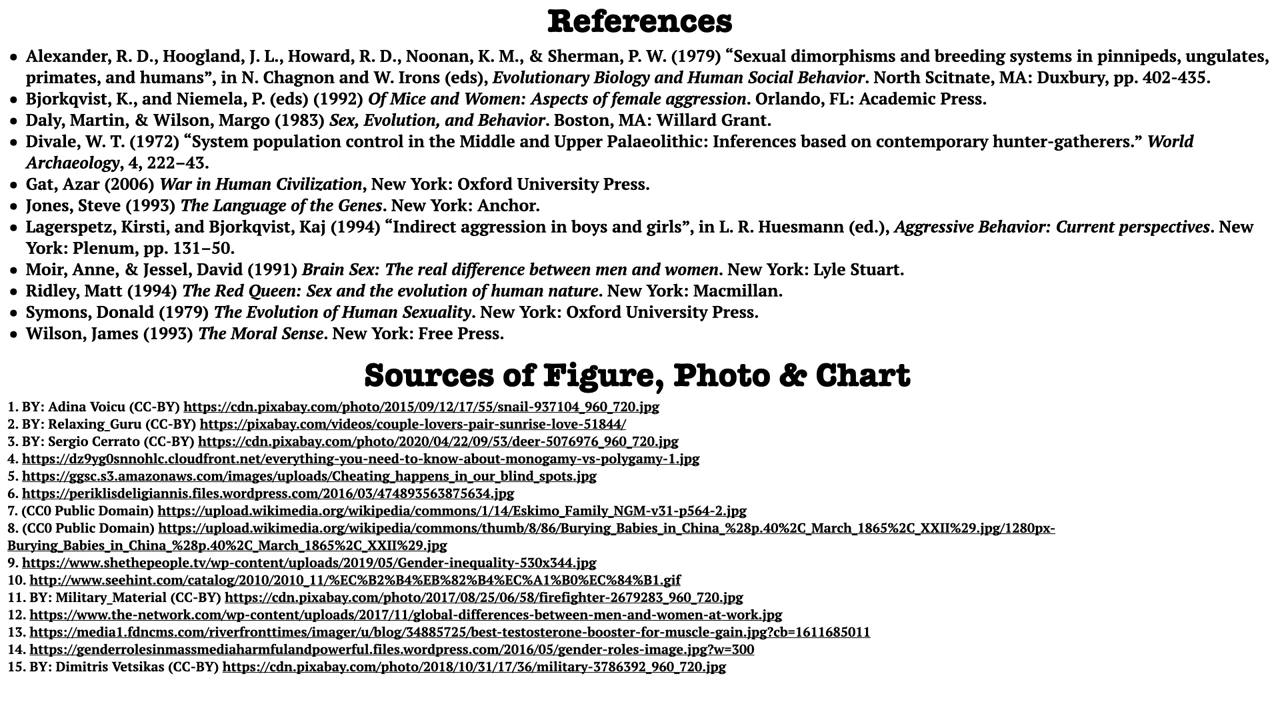 References
• Alexander, R. D., Hoogland, J. L., Howard, R. D., Noonan, K. M., & Sherman, P. W. (1979) “Sexual dimorphisms and breeding systems in pinnipeds, ungulates,
primates, and humans”, in N. Chagnon and W. Irons (eds), Evolutionary Biology and Human Social Behavior. North Scitnate, MA: Duxbury, pp. 402-435.
• Bjorkqvist, K., and Niemela, P. (eds) (1992) Of Mice and Women: Aspects of female aggression. Orlando, FL: Academic Press.
• Daly, Martin, & Wilson, Margo (1983) Sex, Evolution, and Behavior. Boston, MA: Willard Grant.
• Divale, W. T. (1972) “System population control in the Middle and Upper Palaeolithic: Inferences based on contemporary hunter-gatherers.” World
Archaeology, 4, 222–43.
• Gat, Azar (2006) War in Human Civilization, New York: Oxford University Press.
• Jones, Steve (1993) The Language of the Genes. New York: Anchor.
• Lagerspetz, Kirsti, and Bjorkqvist, Kaj (1994) “Indirect aggression in boys and girls”, in L. R. Huesmann (ed.), Aggressive Behavior: Current perspectives. New
York: Plenum, pp. 131–50.
• Moir, Anne, & Jessel, David (1991) Brain Sex: The real difference between men and women. New York: Lyle Stuart.
• Ridley, Matt (1994) The Red Queen: Sex and the evolution of human nature. New York: Macmillan.
• Symons, Donald (1979) The Evolution of Human Sexuality. New York: Oxford University Press.
• Wilson, James (1993) The Moral Sense. New York: Free Press.
Sources of Figure, Photo & Chart
1. BY: Adina Voicu (CC-BY) https://cdn.pixabay.com/photo/2015/09/12/17/55/snail-937104_960_720.jpg
2. BY: Relaxing_Guru (CC-BY) https://pixabay.com/videos/couple-lovers-pair-sunrise-love-51844/
3. BY: Sergio Cerrato (CC-BY) https://cdn.pixabay.com/photo/2020/04/22/09/53/deer-5076976_960_720.jpg
4. https://dz9yg0snnohlc.cloudfront.net/everything-you-need-to-know-about-monogamy-vs-polygamy-1.jpg
5. https://ggsc.s3.amazonaws.com/images/uploads/Cheating_happens_in_our_blind_spots.jpg
6. https://periklisdeligiannis.files.wordpress.com/2016/03/474893563875634.jpg
7. (CC0 Public Domain) https://upload.wikimedia.org/wikipedia/commons/1/14/Eskimo_Family_NGM-v31-p564-2.jpg
8. (CC0 Public Domain) https://upload.wikimedia.org/wikipedia/commons/thumb/8/86/Burying_Babies_in_China_%28p.40%2C_March_1865%2C_XXII%29.jpg/1280px-
Burying_Babies_in_China_%28p.40%2C_March_1865%2C_XXII%29.jpg
9. https://www.shethepeople.tv/wp-content/uploads/2019/05/Gender-inequality-530x344.jpg
10. http://www.seehint.com/catalog/2010/2010_11/%EC%B2%B4%EB%82%B4%EC%A1%B0%EC%84%B1.gif
11. BY: Military_Material (CC-BY) https://cdn.pixabay.com/photo/2017/08/25/06/58/firefighter-2679283_960_720.jpg
12. https://www.the-network.com/wp-content/uploads/2017/11/global-differences-between-men-and-women-at-work.jpg
13. https://media1.fdncms.com/riverfronttimes/imager/u/blog/34885725/best-testosterone-booster-for-muscle-gain.jpg?cb=1611685011
14. https://genderrolesinmassmediaharmfulandpowerful.files.wordpress.com/2016/05/gender-roles-image.jpg?w=300
15. BY: Dimitris Vetsikas (CC-BY) https://cdn.pixabay.com/photo/2018/10/31/17/36/military-3786392_960_720.jpg